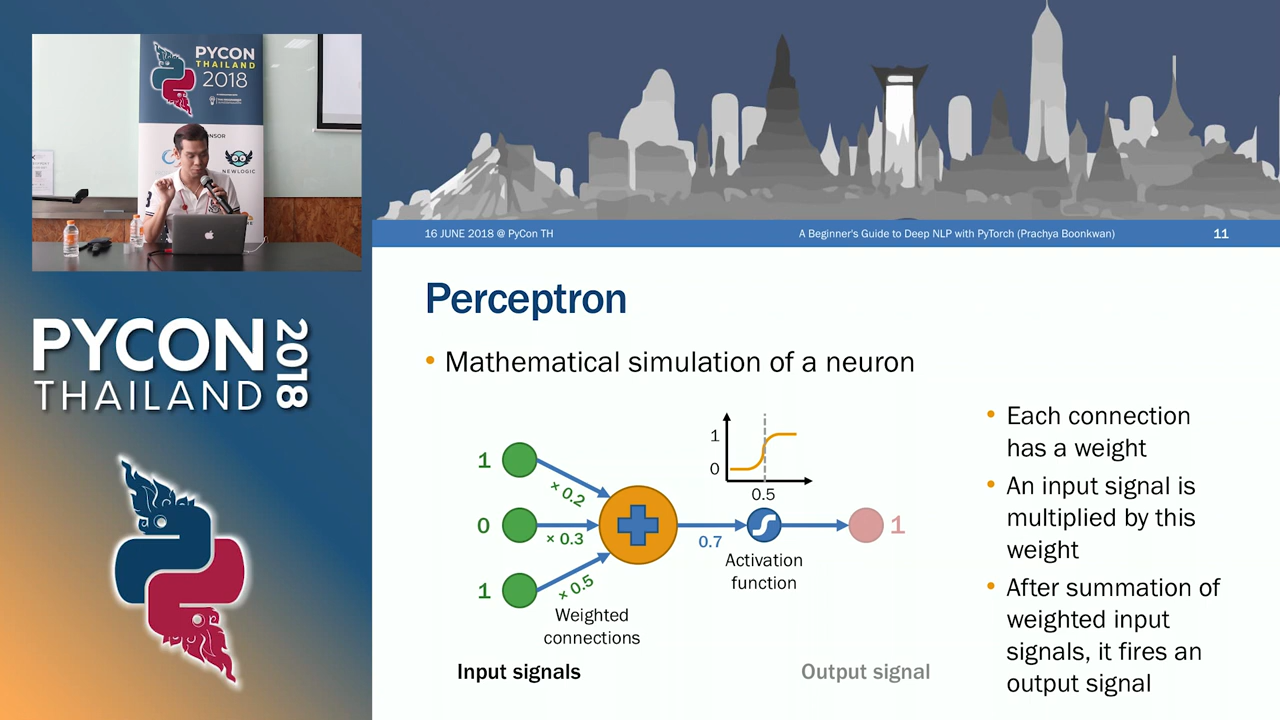 PYCON
THAILAND
2018
NEWLOGIC
PYCON
THAILAND
2018
16 JUNE 2018 @ PyCon TH
A Beginner's Guide to Deep NLP with PyTorch (Prachya Boonkwan)
11
Perceptron
• Mathematical simulation of a neuron
1
0
1
× 0.2
× 0.3
× 0.5
Weighted
connections
Input signals
1
0
0.5
0.7
Activation
function
1
Output signal
• Each connection
has a weight
• An input signal is
multiplied by this
weight
• After summation of
weighted input
signals, it fires an
output signal